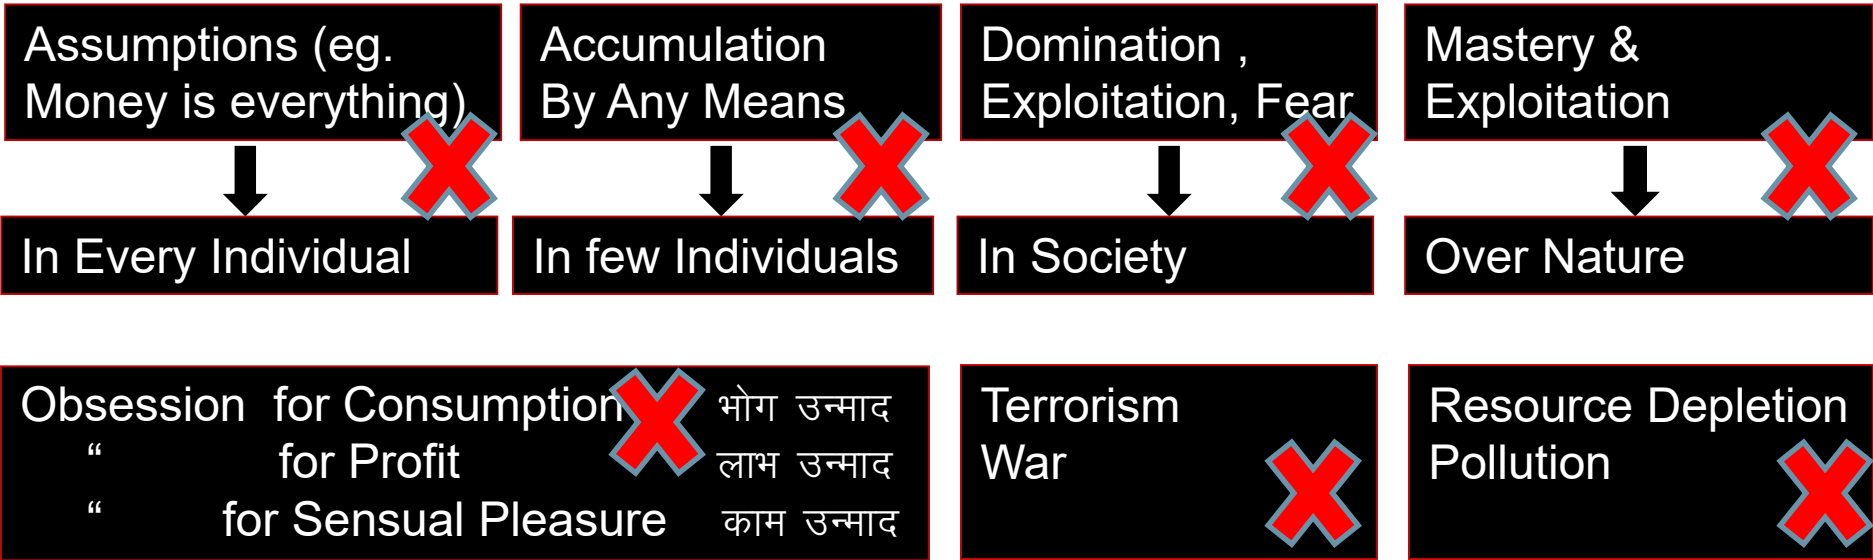 Assumptions (eg.
Money is everything)
Accumulation
By Any Means
Domination ,
Exploitation, Fear
Mastery &
Exploitation
In Every Individual
In few Individuals
In Society
Over Nature
Obsession for Consumption भोग उन्माद
“ for Profit लाभ उन्माद
“ for Sensual Pleasure काम उन्माद
Terrorism
War
Resource Depletion
Pollution